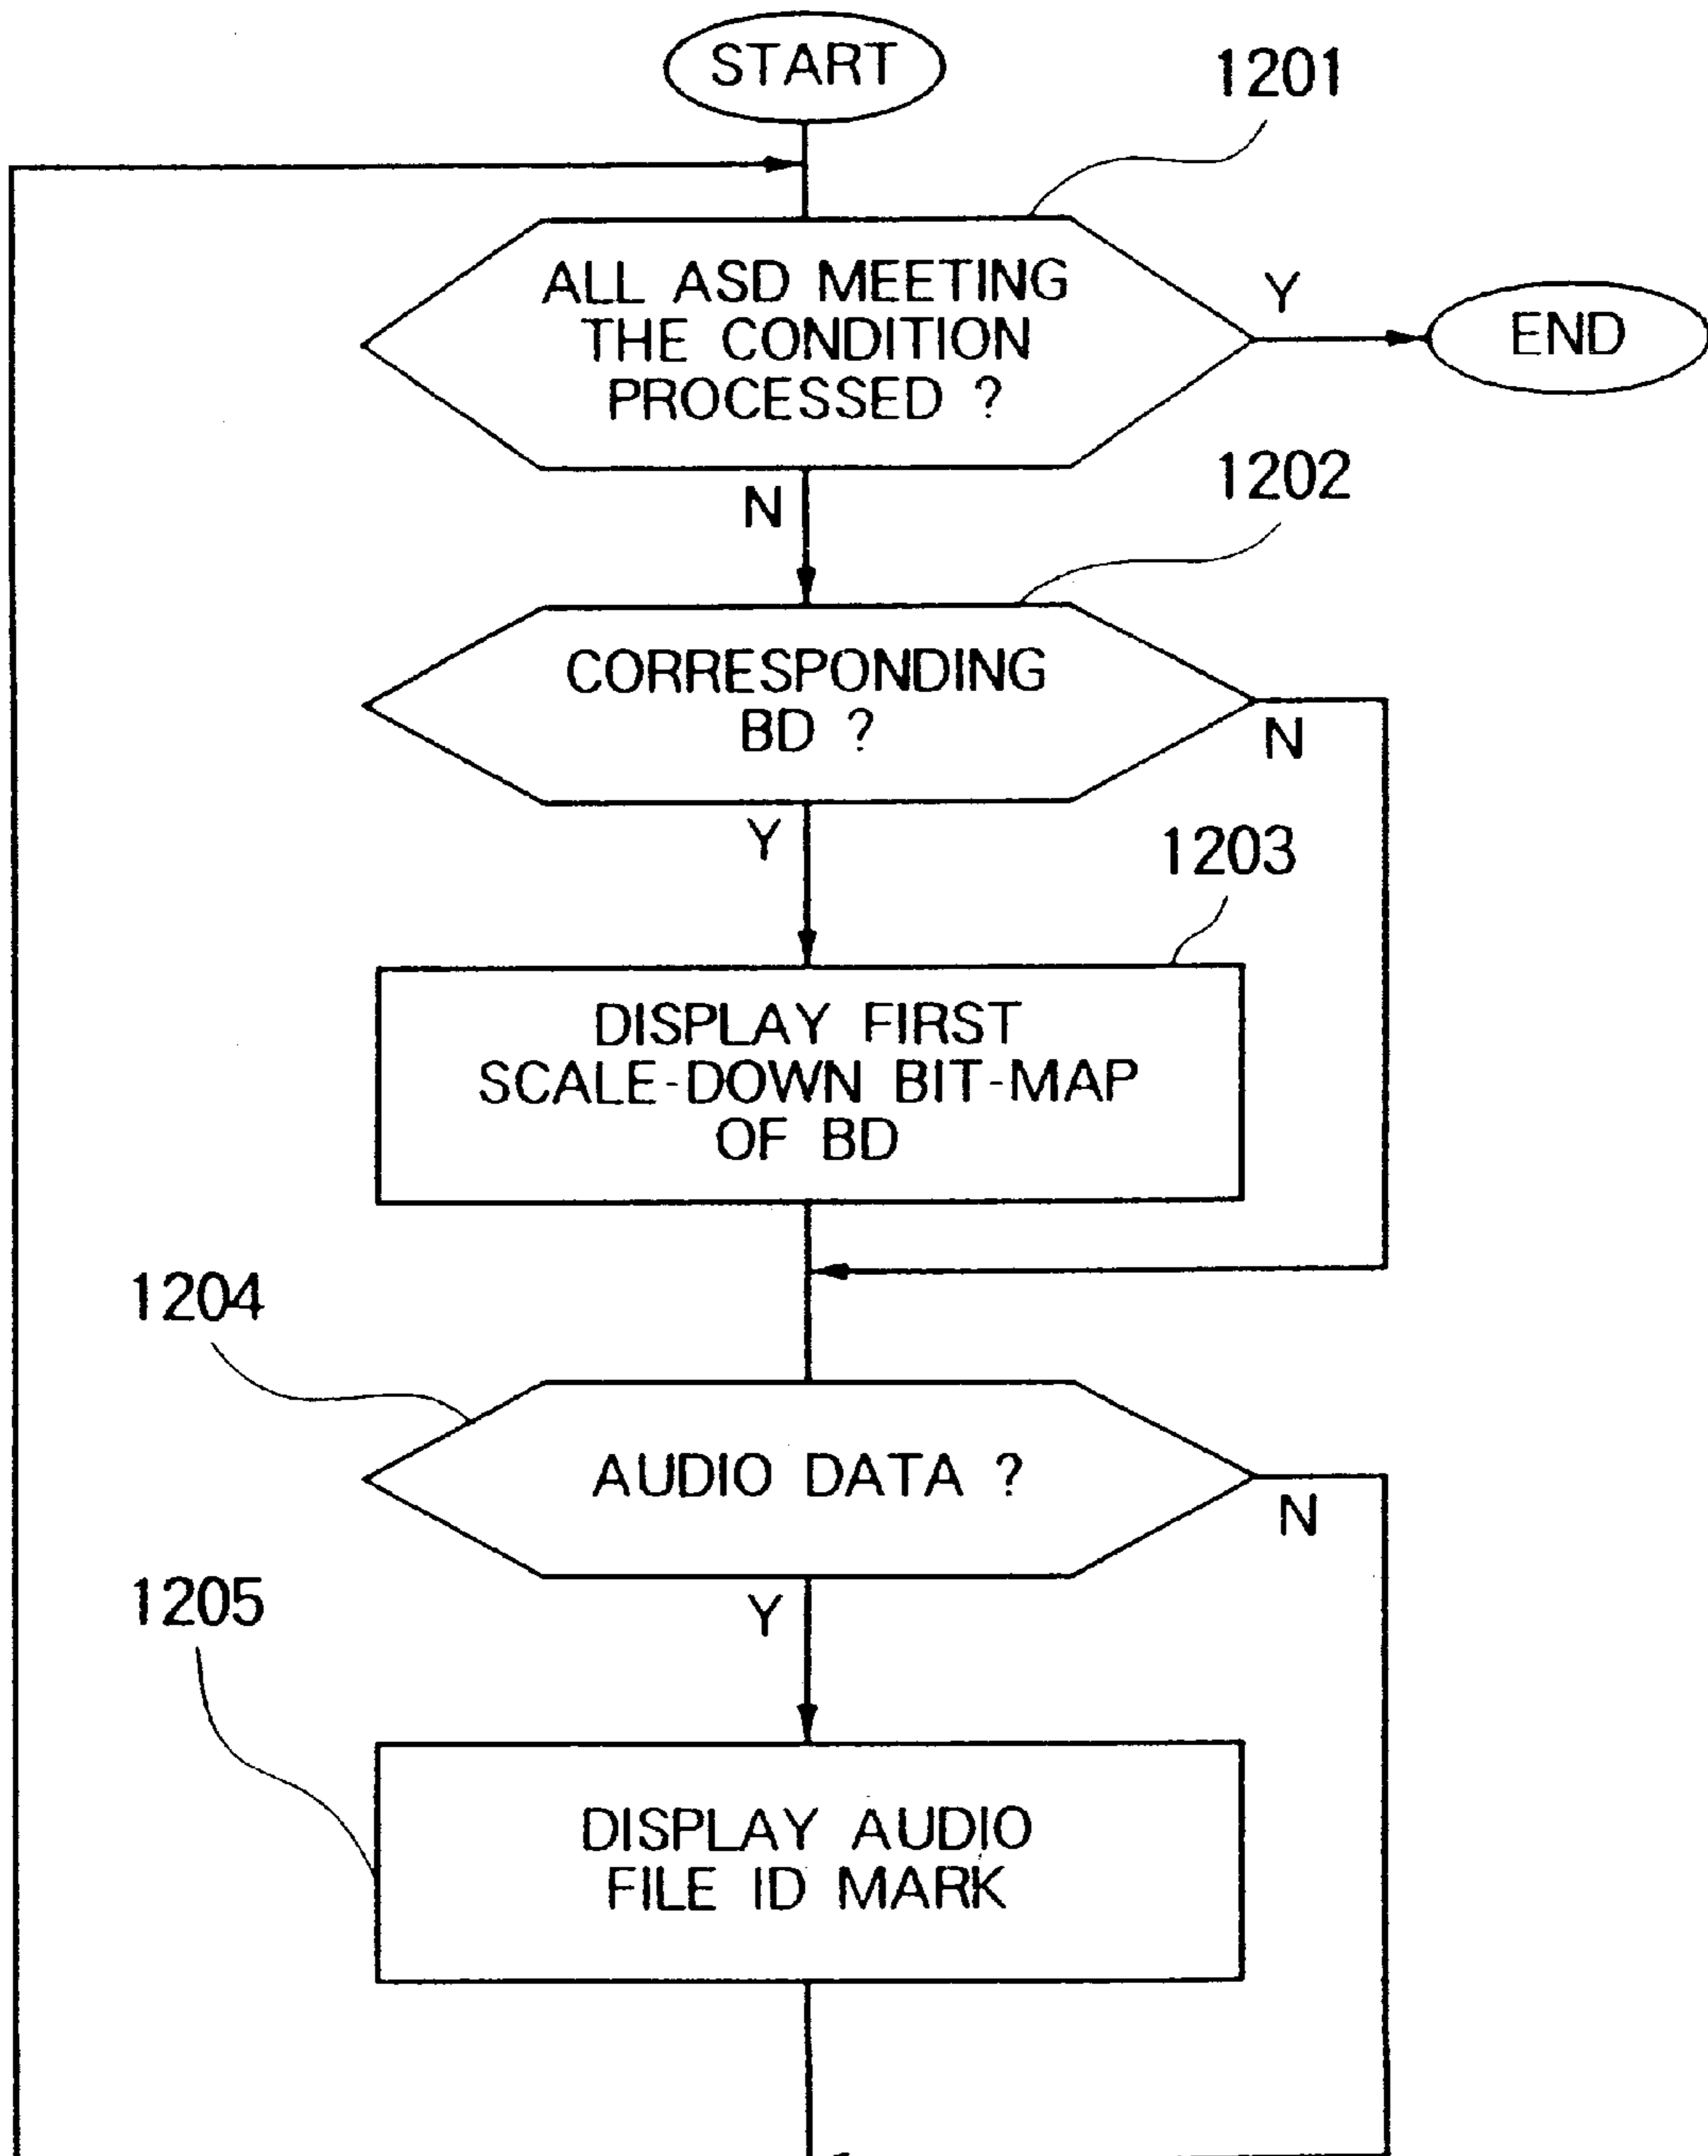 START
1201
ALL ASD MEETING
THE CONDITION
PROCESSED ?
Y
END
N
1202
CORRESPONDING
BD ?
N
Y
1203
DISPLAY FIRST
SCALE-DOWN BIT-MAP
OF BD
1204
AUDIO DATA ?
N
Y
1205
DISPLAY AUDIO
FILE ID MARK